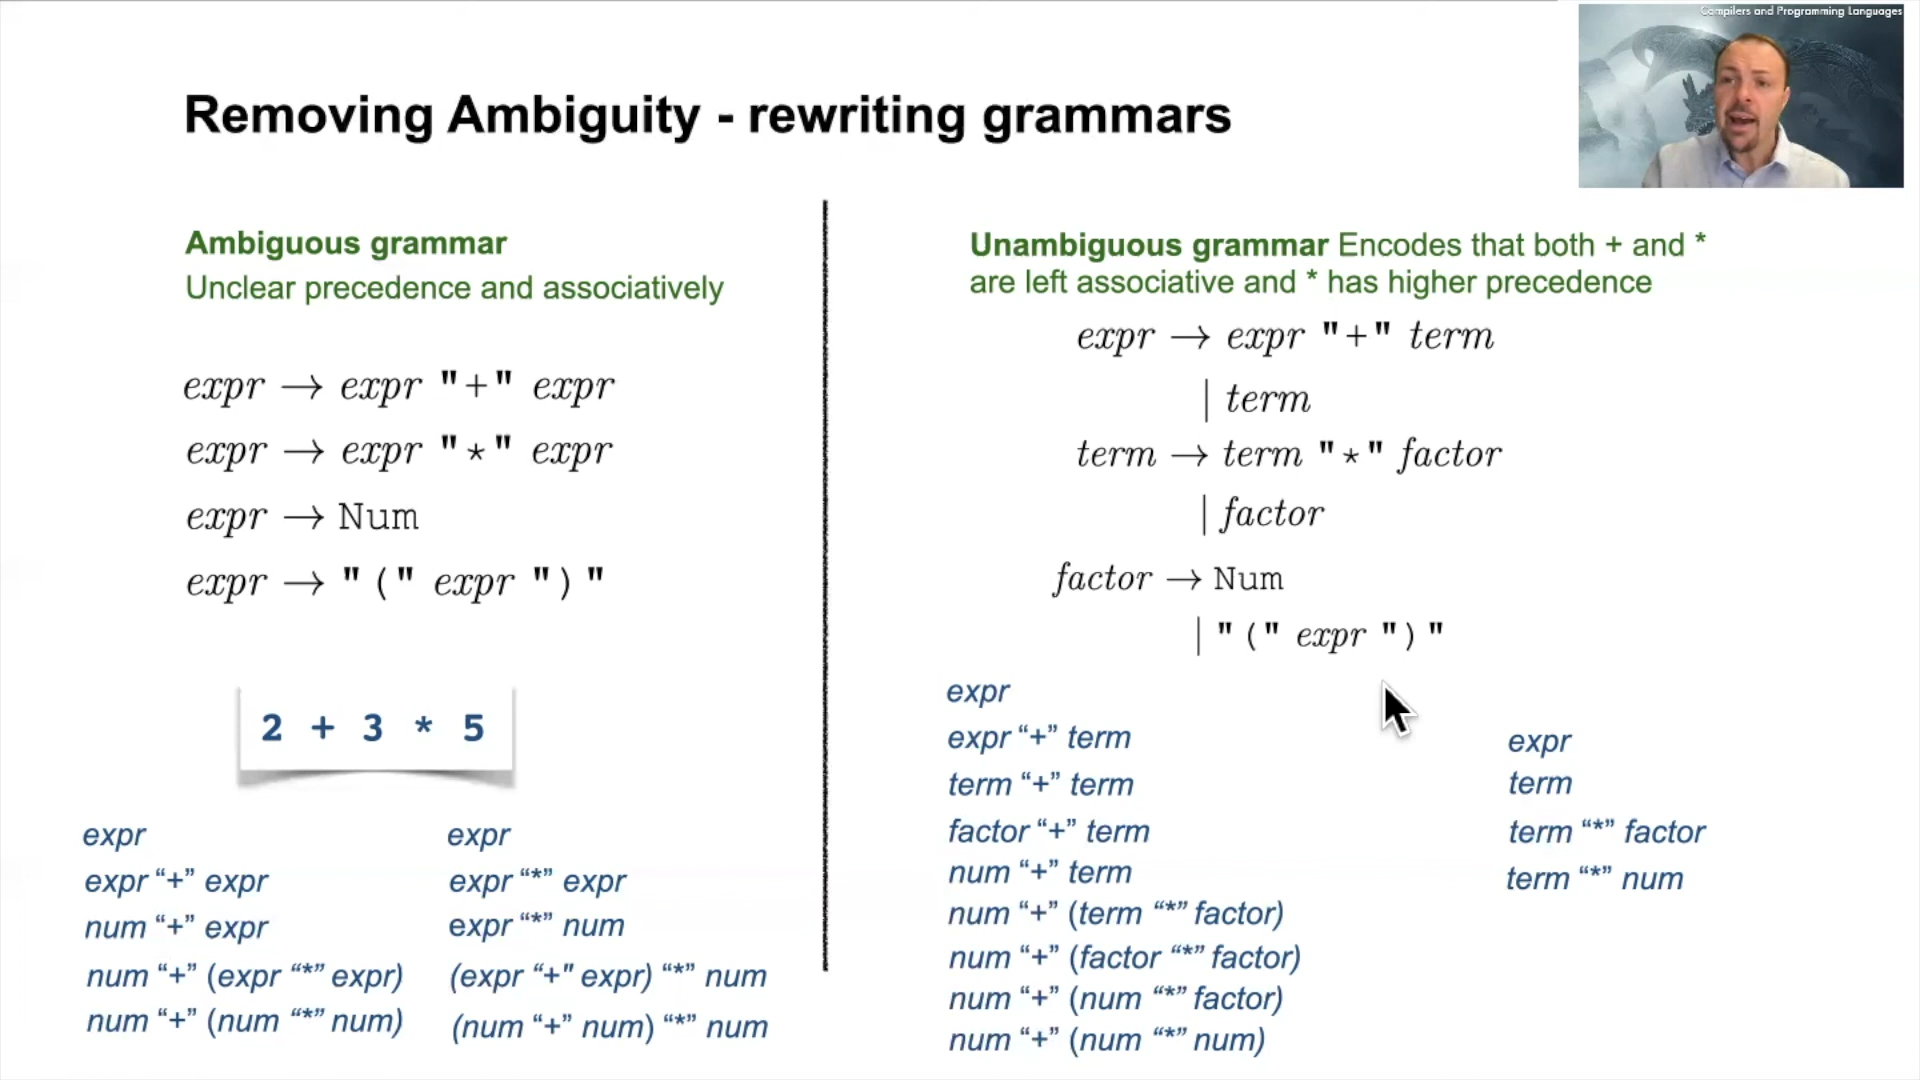 Compilers and Programming Languages
Removing Ambiguity - rewriting grammars
Ambiguous grammar
Unclear precedence and associatively
expr → expr "+" expr
expr → expr "*" expr
expr → Num
expr → "(" expr ")"
2 + 3 * 5
expr
expr “+” expr
num “+” expr
num “+” (expr “*” expr)
num “+” (num “*” num)
expr
expr “*” expr
expr “*” num
(expr “+" expr) “*” num
(num “+” num) “*” num
Unambiguous grammar Encodes that both + and *
are left associative and * has higher precedence
expr → expr "+" term
| term
term → term "*" factor
| factor
factor → Num
| "(" expr ")"
expr
expr “+” term
term “+” term
factor “+” term
num “+” term
num “+” (term “*” factor)
num “+” (factor “*” factor)
num “+” (num “*” factor)
num “+” (num “*” num)
expr
term
term “*” factor
term “*” num